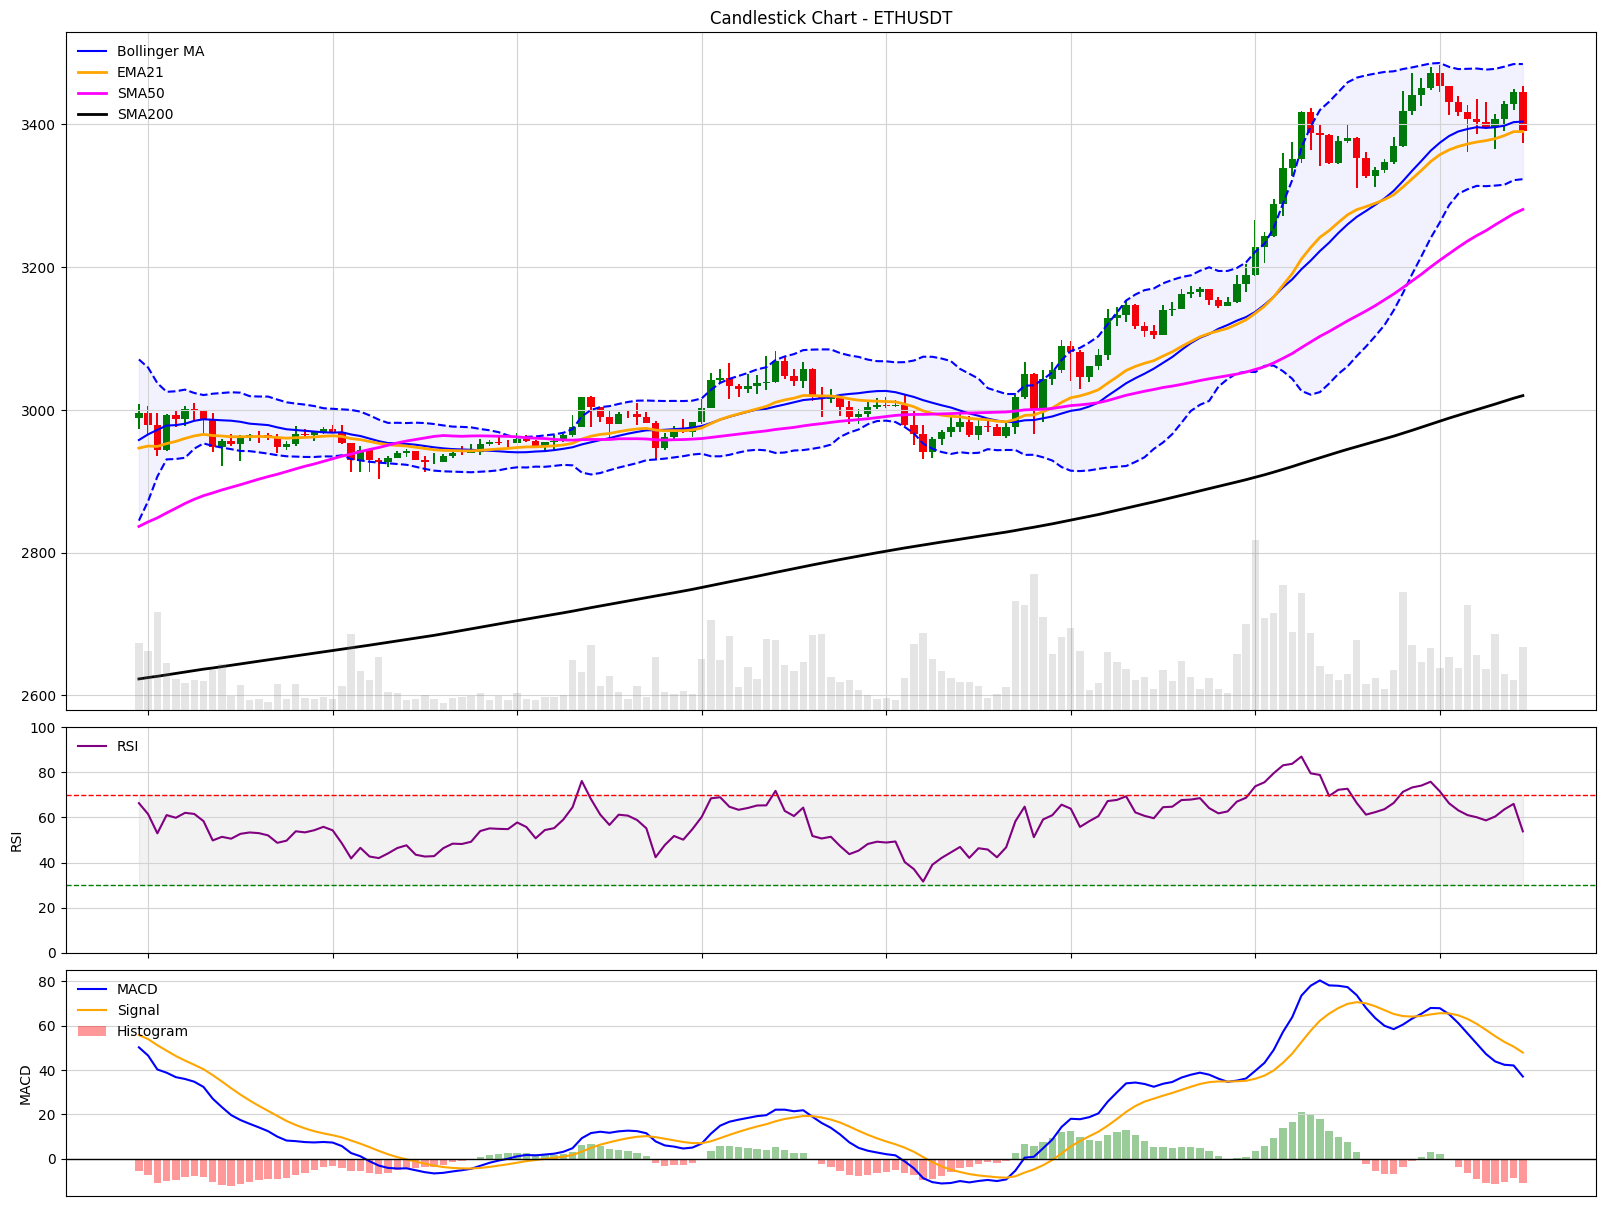 Candlestick Chart - ETHUSDT
Bollinger MA
EMA21
SMA50
SMA200
3400
3200
3000
2800
2600
100
80
60
40
20
0
RSI
RSI
80
60
40
20
0
MACD
MACD
Signal
Histogram